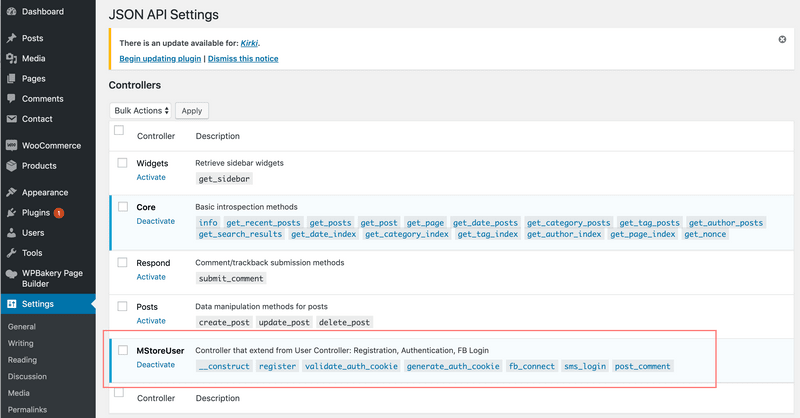 Dashboard
Posts
Media
Pages
Comments
Contact
WooCommerce
Products
Appearance
Plugins 1
Users
Tools
WPBakery Page
Builder
Settings
General
Writing
Reading
Discussion
Media
Permalinks
JSON API Settings
There is an update available for: Kirki.
Begin updating plugin | Dismiss this notice
Controllers
Bulk Actions Apply
Controller Description
Widgets Retrieve sidebar widgets
Activate get_sidebar
Core Basic introspection methods
Deactivate info get_recent_posts get_posts get_post get_page get_date_posts get_category_posts get_tag_posts get_author_posts
get_search_results get_date_index get_category_index get_tag_index get_author_index get_page_index get_nonce
Respond Comment/trackback submission methods
Activate submit_comment
Posts Data manipulation methods for posts
Activate create_post update_post delete_post
MStoreUser Controller that extend from User Controller: Registration, Authentication, FB Login
Deactivate __construct register validate_auth_cookie generate_auth_cookie fb_connect sms_login post_comment
Controller Description